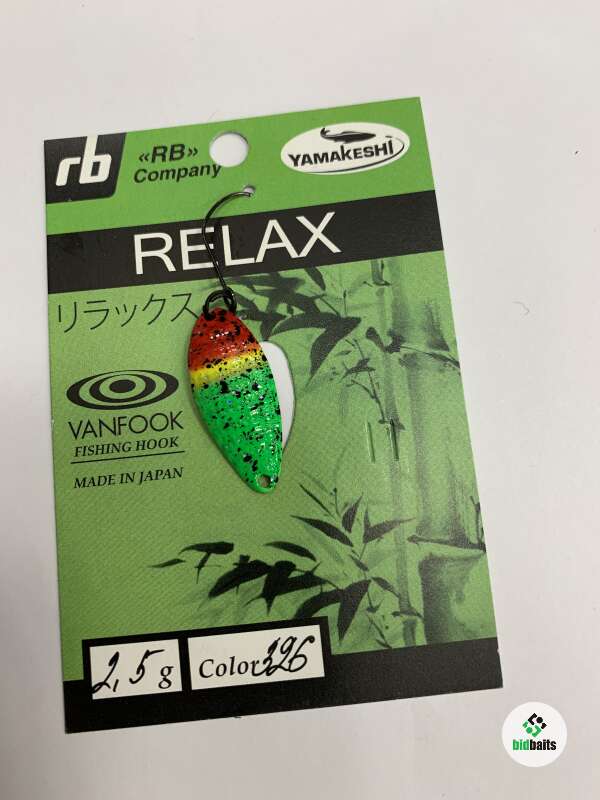 rb
«RB»
Company
YAMAKESHI
RELAX
リラックス
VANFOOK
FISHING HOOK
MADE IN JAPAN
2,5 g
Color 326
bidbaits